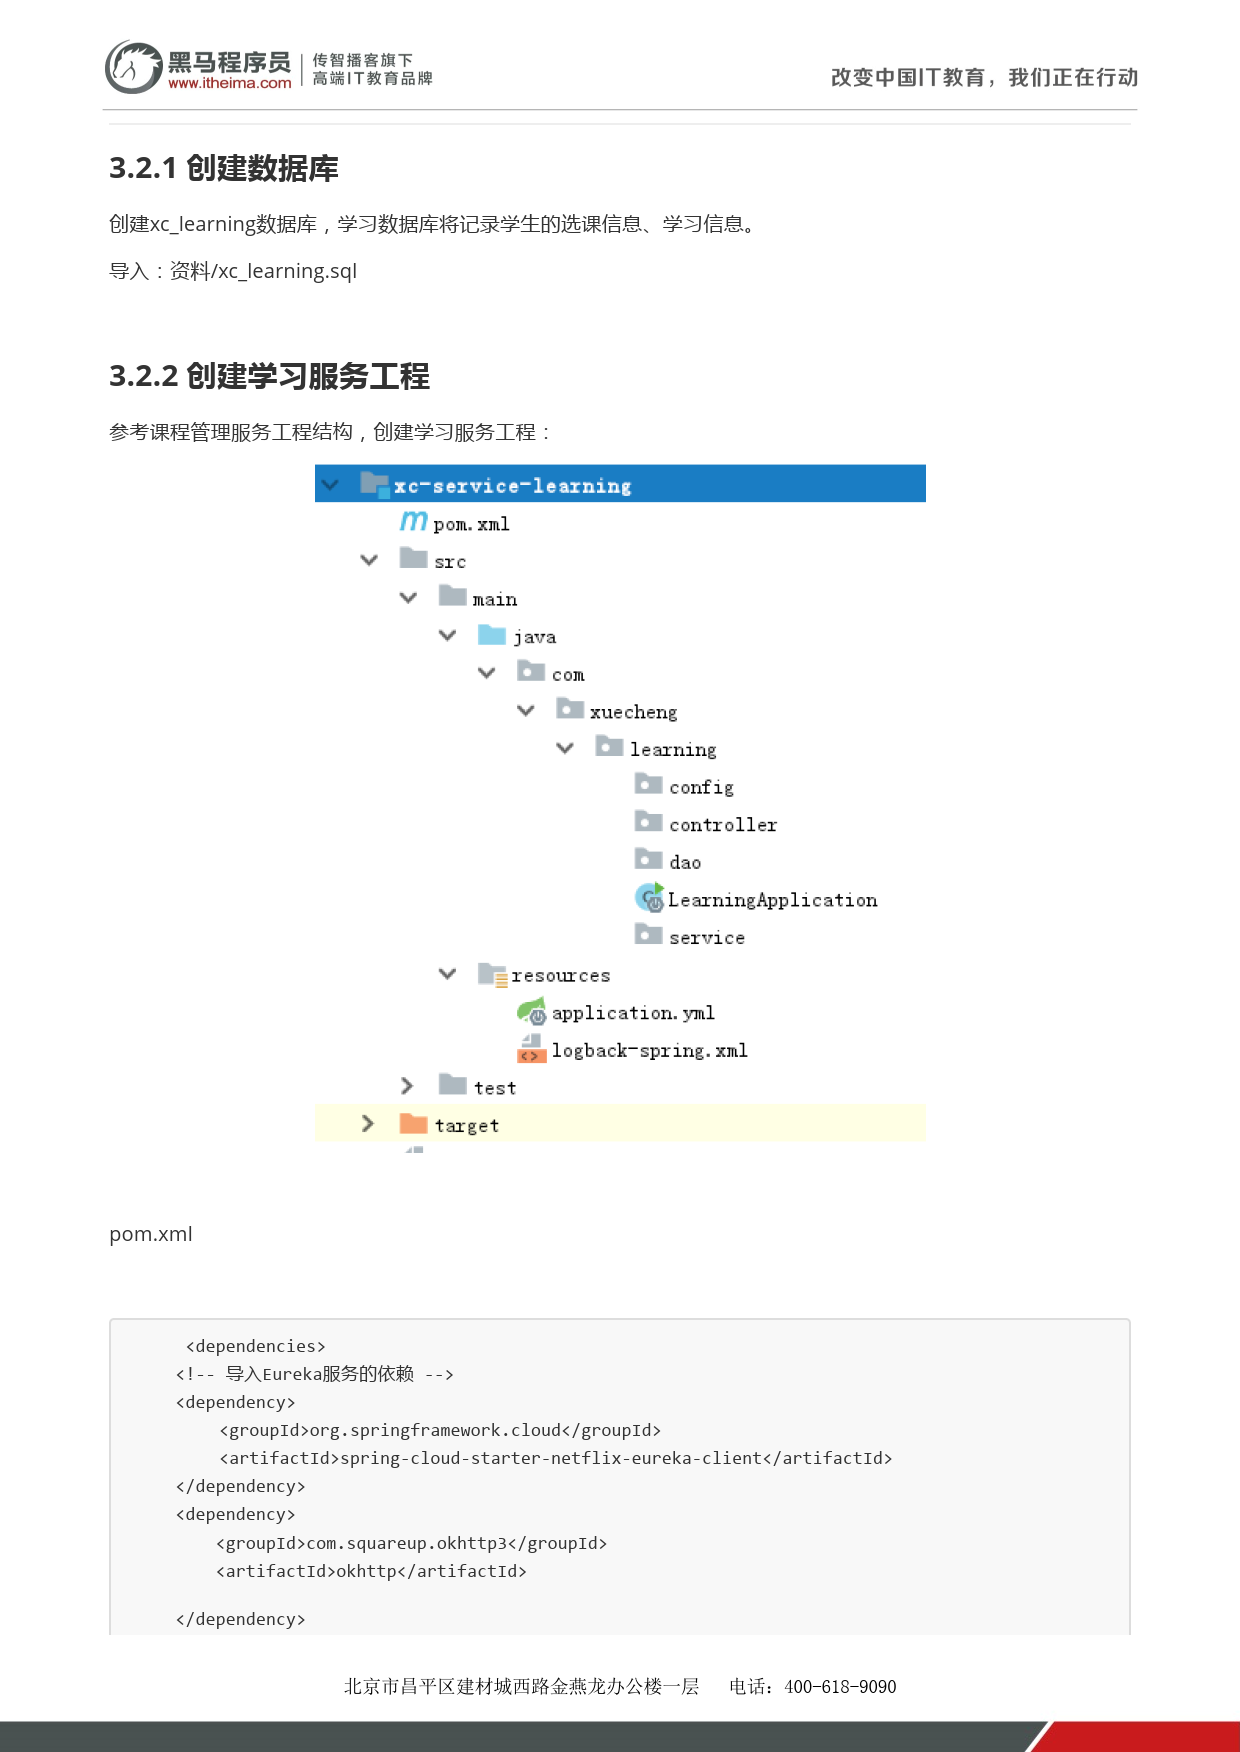 黑马程序员
www.itheima.com
传智播客旗下
高端IT教育品牌
改变中国IT教育，我们正在行动
3.2.1 创建数据库
创建xc_learning数据库，学习数据库将记录学生的选课信息、学习信息。
导入：资料/xc_learning.sql
3.2.2 创建学习服务工程
参考课程管理服务工程结构，创建学习服务工程：
xc-service-learning
pom.xml
src
main
java
com
xuecheng
learning
config
controller
dao
LearningApplication
service
resources
application.yml
logback-spring.xml
test
target
pom.xml
<dependencies>
<!-- 导入Eureka服务的依赖 -->
<dependency>
<groupId>org.springframework.cloud</groupId>
<artifactId>spring-cloud-starter-netflix-eureka-client</artifactId>
</dependency>
<dependency>
<groupId>com.squareup.okhttp3</groupId>
<artifactId>okhttp</artifactId>
</dependency>
北京市昌平区建材城西路金燕龙办公楼一层 电话：400-618-9090